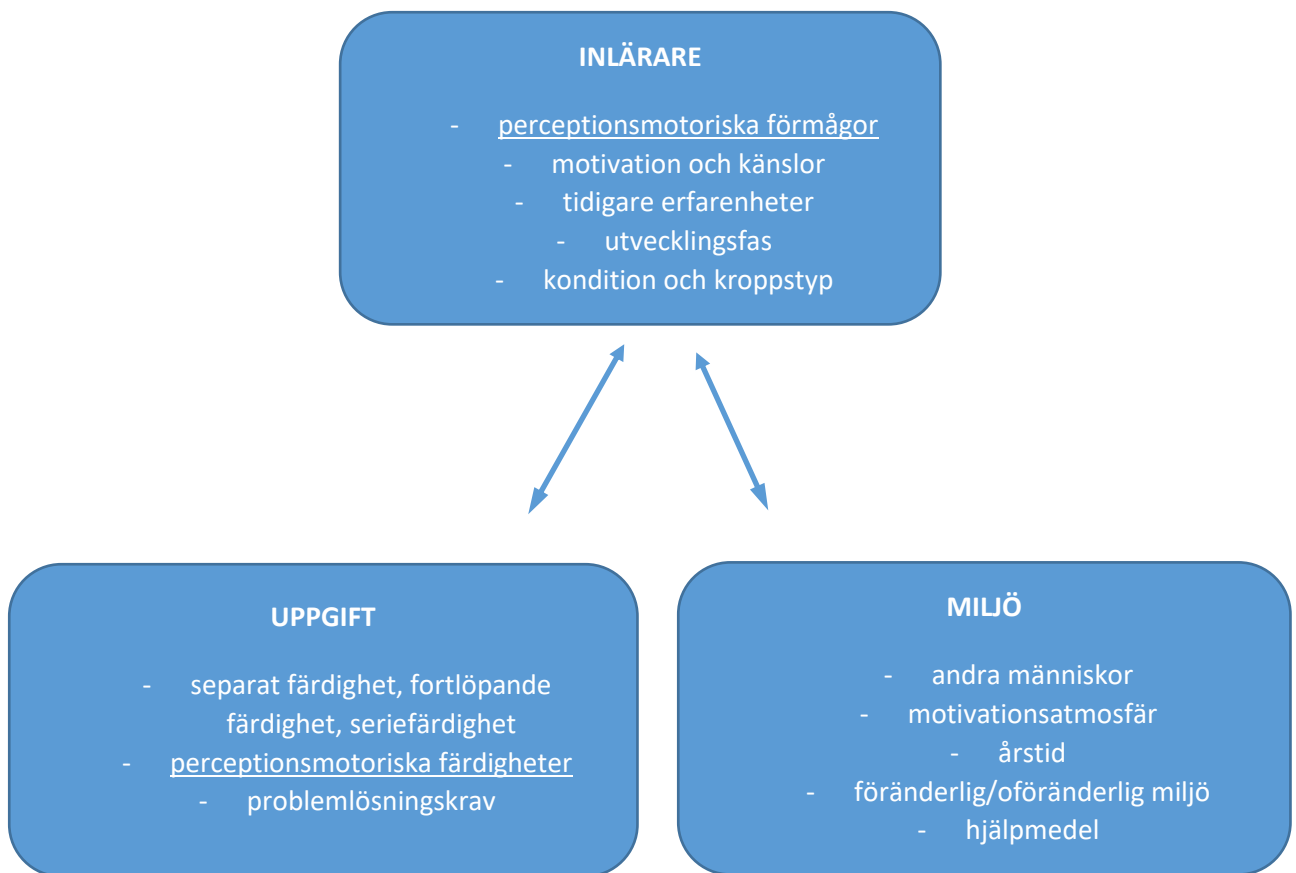 INLÄRARE
- perceptionsmotoriska förmågor
- motivation och känslor
- tidigare erfarenheter
- utvecklingsfas
- kondition och kroppstyp
UPPGIFT
- separat färdighet, fortlöpande
färdighet, seriefärdighet
- perceptionsmotoriska färdigheter
- problemlösningskrav
MILJÖ
- andra människor
- motivationsatmosfär
- årstid
- föränderlig/oföränderlig miljö
- hjälpmedel